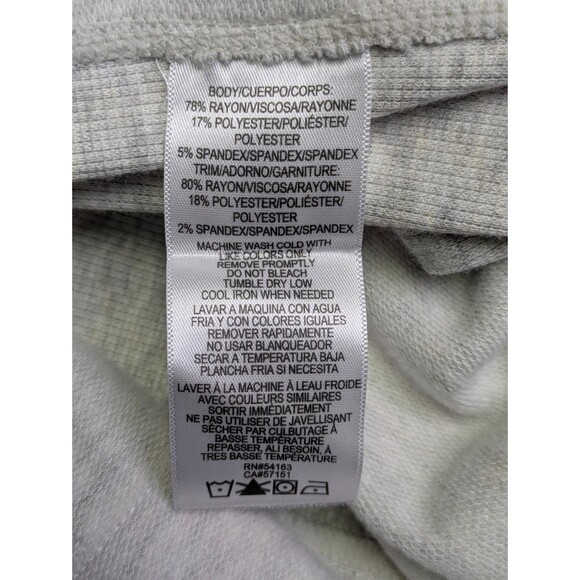 BODY/CUERPO/CORPS:
78% RAYON/VISCOSA/RAYONNE
17% POLYESTER/POLIÉSTER/
POLYESTER
5% SPANDEX/SPANDEX/SPANDEX
TRIM/ADORNO/GARNITURE:
80% RAYON/VISCOSA/RAYONNE
18% POLYESTER/POLIÉSTER/
POLYESTER
2% SPANDEX/SPANDEX/SPANDEX
MACHINE WASH COLD WITH
LIKE COLORS ONLY
REMOVE PROMPTLY
DO NOT BLEACH
TUMBLE DRY LOW
COOL IRON WHEN NEEDED
LAVAR A MAQUINA CON AGUA
FRIA Y CON COLORES IGUALES
REMOVER RAPIDAMENTE
NO USAR BLANQUEADOR
SECAR A TEMPERATURA BAJA
PLANCHA FRIA SI NECESITA
LAVER À LA MACHINE À LEAU FROIDE
AVEC COULEURS SIMILAIRES
SORTIR IMMÉDIATEMENT
NE PAS UTILISER DE JAVELLISANT
SÉCHER PAR CULBUTAGE À
BASSE TEMPÉRATURE
REPASSER, ALI BESOIN, À
TRES BASSE TEMPÉRATURE
RN#54163
CA#57151